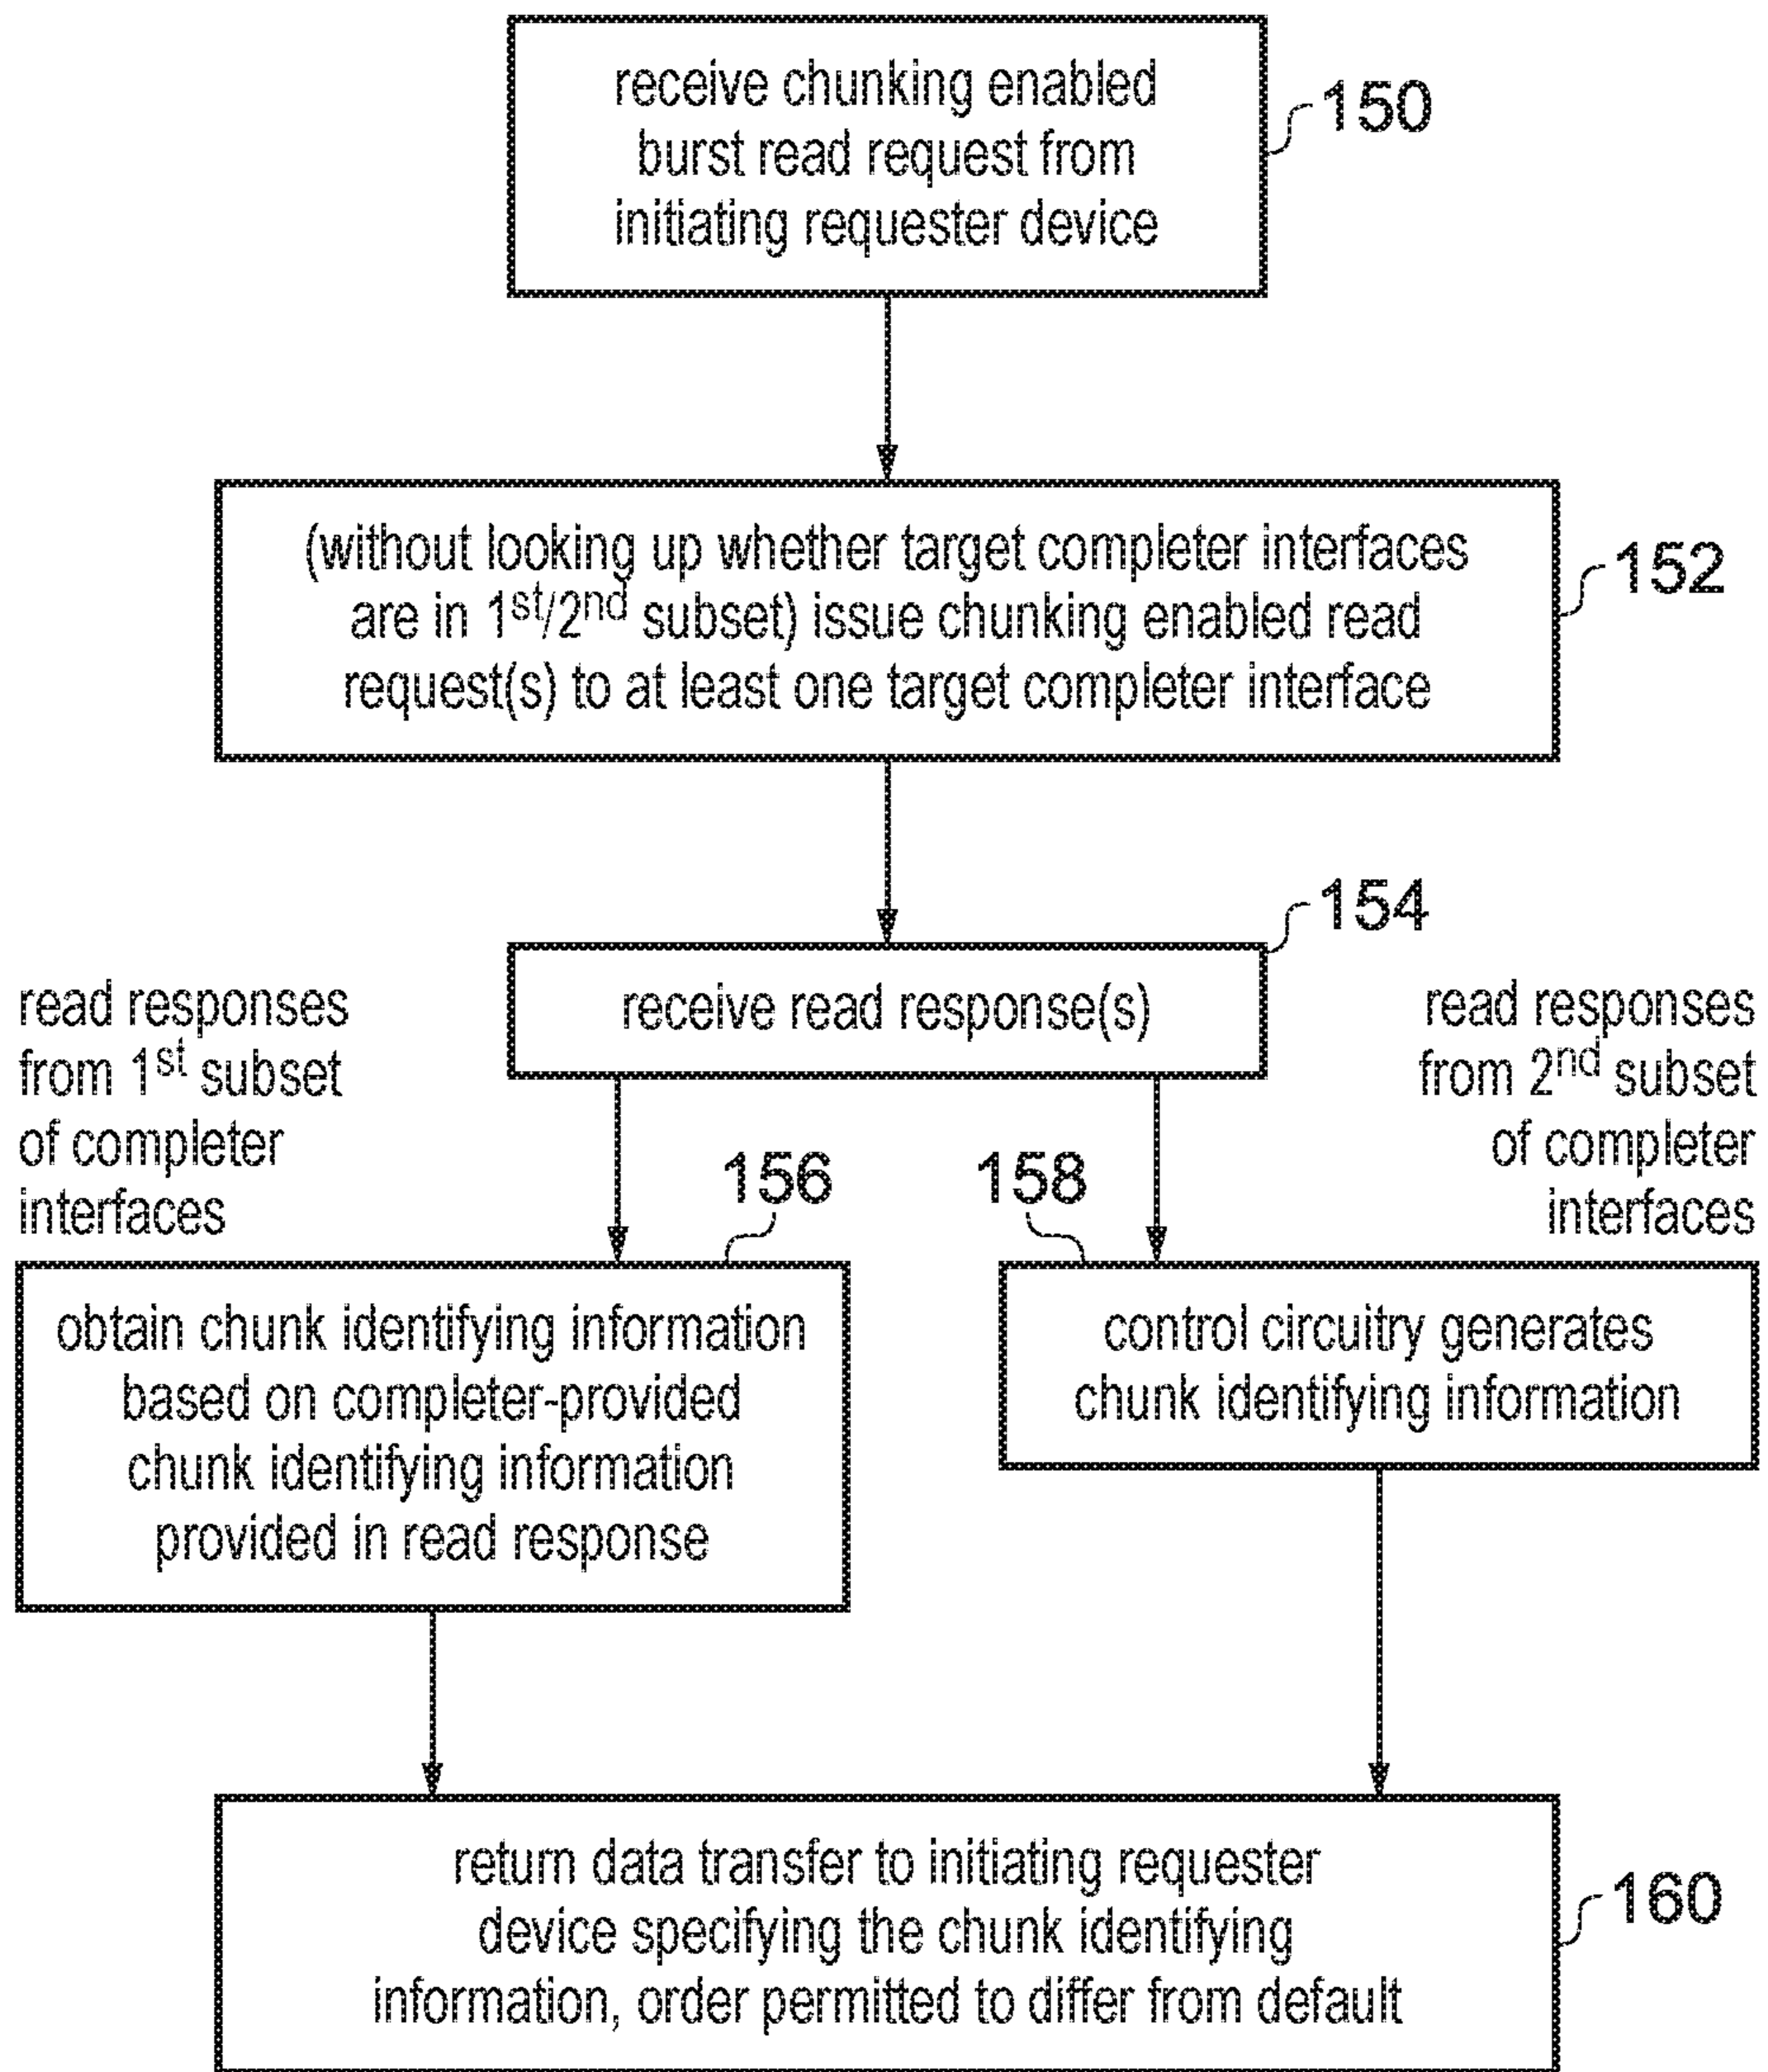 receive chunking enabled
burst read request from
initiating requester device
150
(without looking up whether target completer interfaces
are in 1st/2nd subset) issue chunking enabled read
request(s) to at least one target completer interface
152
154
receive read response(s)
read responses
from 1st subset
of completer
interfaces
read responses
from 2nd subset
of completer
interfaces
156
158
obtain chunk identifying information
based on completer-provided
chunk identifying information
provided in read response
control circuitry generates
chunk identifying information
return data transfer to initiating requester
device specifying the chunk identifying
information, order permitted to differ from default
160